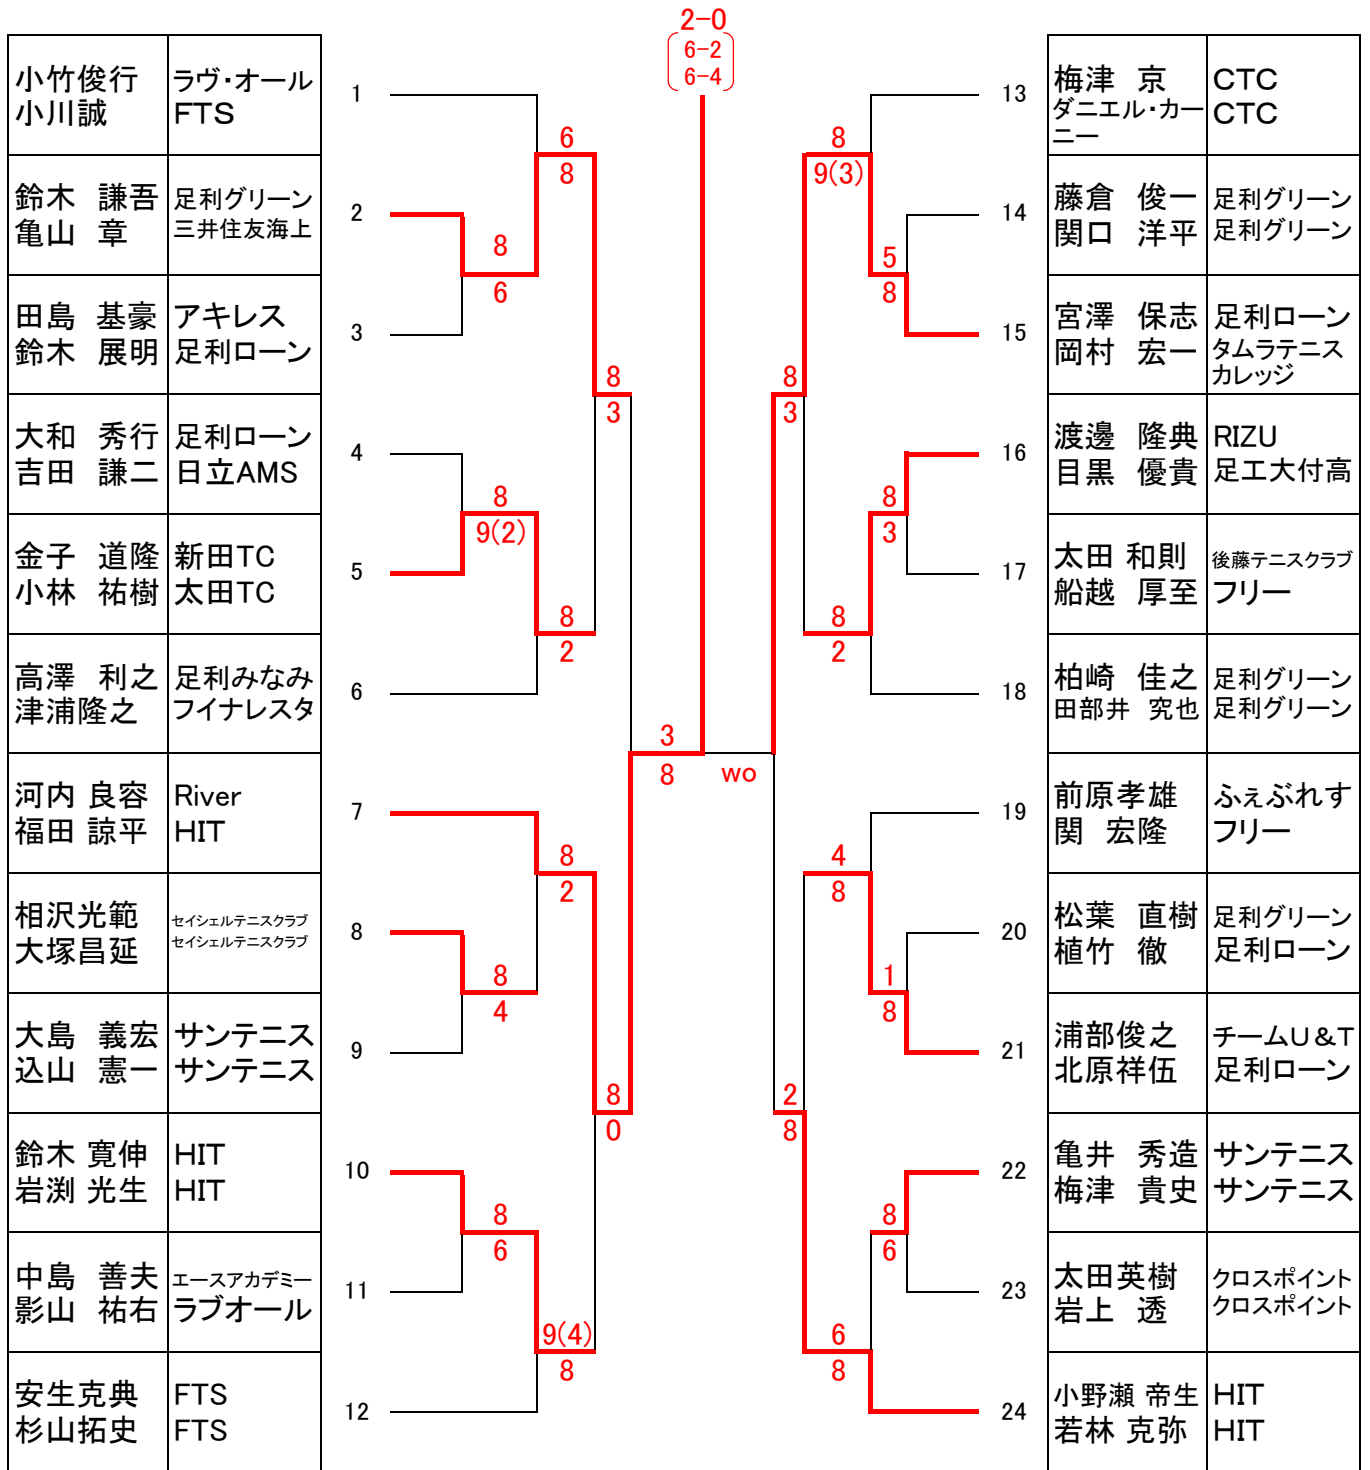 2-0
6-2
6-4
小竹俊行 ラヴ・オール
小川誠 FTS
1
鈴木 謙吾 足利グリーン
亀山 章 三井住友海上
2
田島 基豪 アキレス
鈴木 展明 足利ローン
3
大和 秀行 足利ローン
吉田 謙二 日立AMS
4
金子 道隆 新田TC
小林 祐樹 太田TC
5
高澤 利之 足利みなみ
津浦隆之 フイナレスタ
6
河内 良容 River
福田 諒平 HIT
7
相沢光範 セイシェルテニスクラブ
大塚昌延 セイシェルテニスクラブ
8
大島 義宏 サンテニス
込山 憲一 サンテニス
9
鈴木 寛伸 HIT
岩渕 光生 HIT
10
中島 善夫 エースアカデミー
影山 祐右 ラブオール
11
安生克典 FTS
杉山拓史 FTS
12
6
8
8
6
8
3
8
9(2)
8
2
3
8
8
2
8
4
8
0
8
6
9(4)
8
wo
8
9(3)
5
8
8
3
8
3
8
2
4
8
1
8
2
8
8
6
6
8
13
梅津 京 CTC
ダニエル・カー CTC
ニー
14
藤倉 俊一 足利グリーン
関口 洋平 足利グリーン
15
宮澤 保志 足利ローン
岡村 宏一 タムラテニス
カレッジ
16
渡邊 隆典 RIZU
目黒 優貴 足工大付高
17
太田 和則 後藤テニスクラブ
船越 厚至 フリー
18
柏崎 佳之 足利グリーン
田部井 究也 足利グリーン
19
前原孝雄 ふぇぶれす
関 宏隆 フリー
20
松葉 直樹 足利グリーン
植竹 徹 足利ローン
21
浦部俊之 チームU&T
北原祥伍 足利ローン
22
亀井 秀造 サンテニス
梅津 貴史 サンテニス
23
太田英樹 クロスポイント
岩上 透 クロスポイント
24
小野瀬 帝生 HIT
若林 克弥 HIT